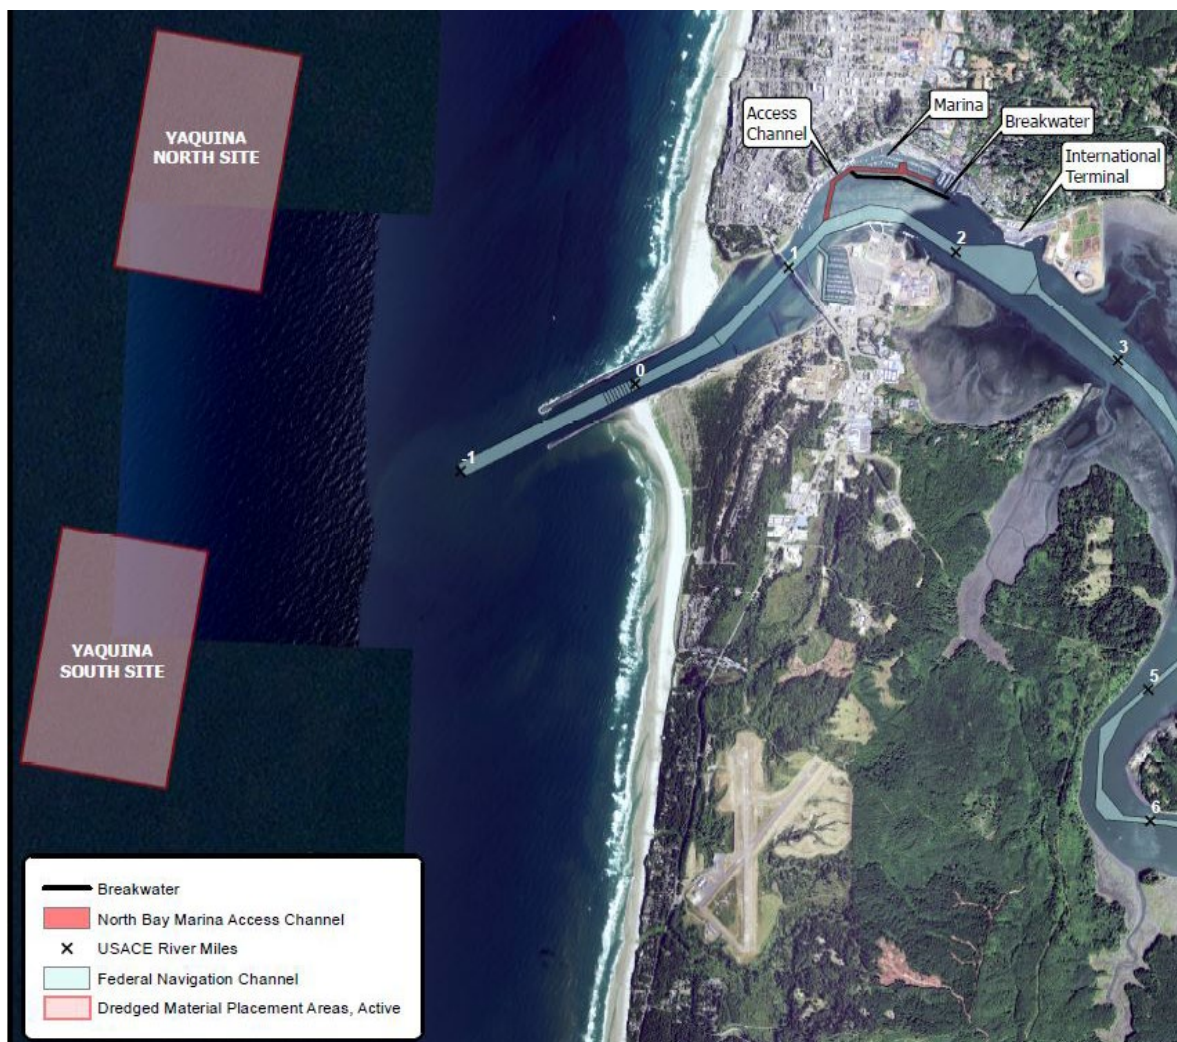 YAQUINA
NORTH SITE
Access
Channel
Marina
Breakwater
International
Terminal
1
2
3
0
-1
YAQUINA
SOUTH SITE
5
6
Breakwater
North Bay Marina Access Channel
USACE River Miles
Federal Navigation Channel
Dredged Material Placement Areas, Active